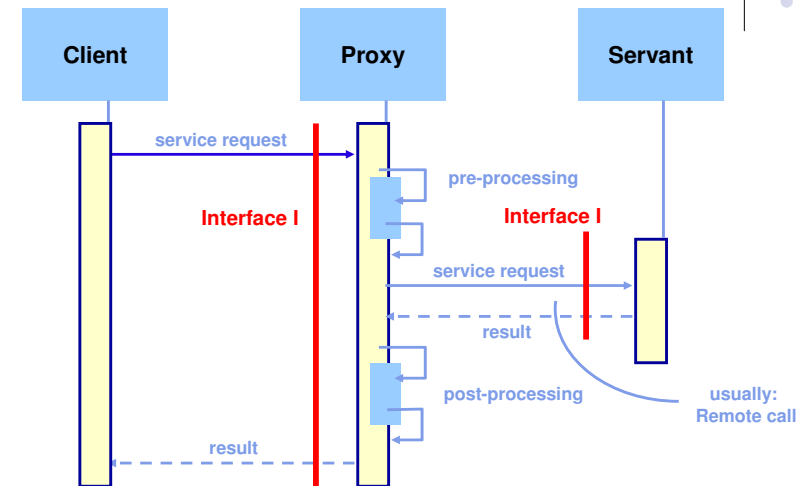 Client
Proxy
Servant
service request
pre-processing
Interface I
Interface I
service request
result
post-processing
usually:
Remote call
result